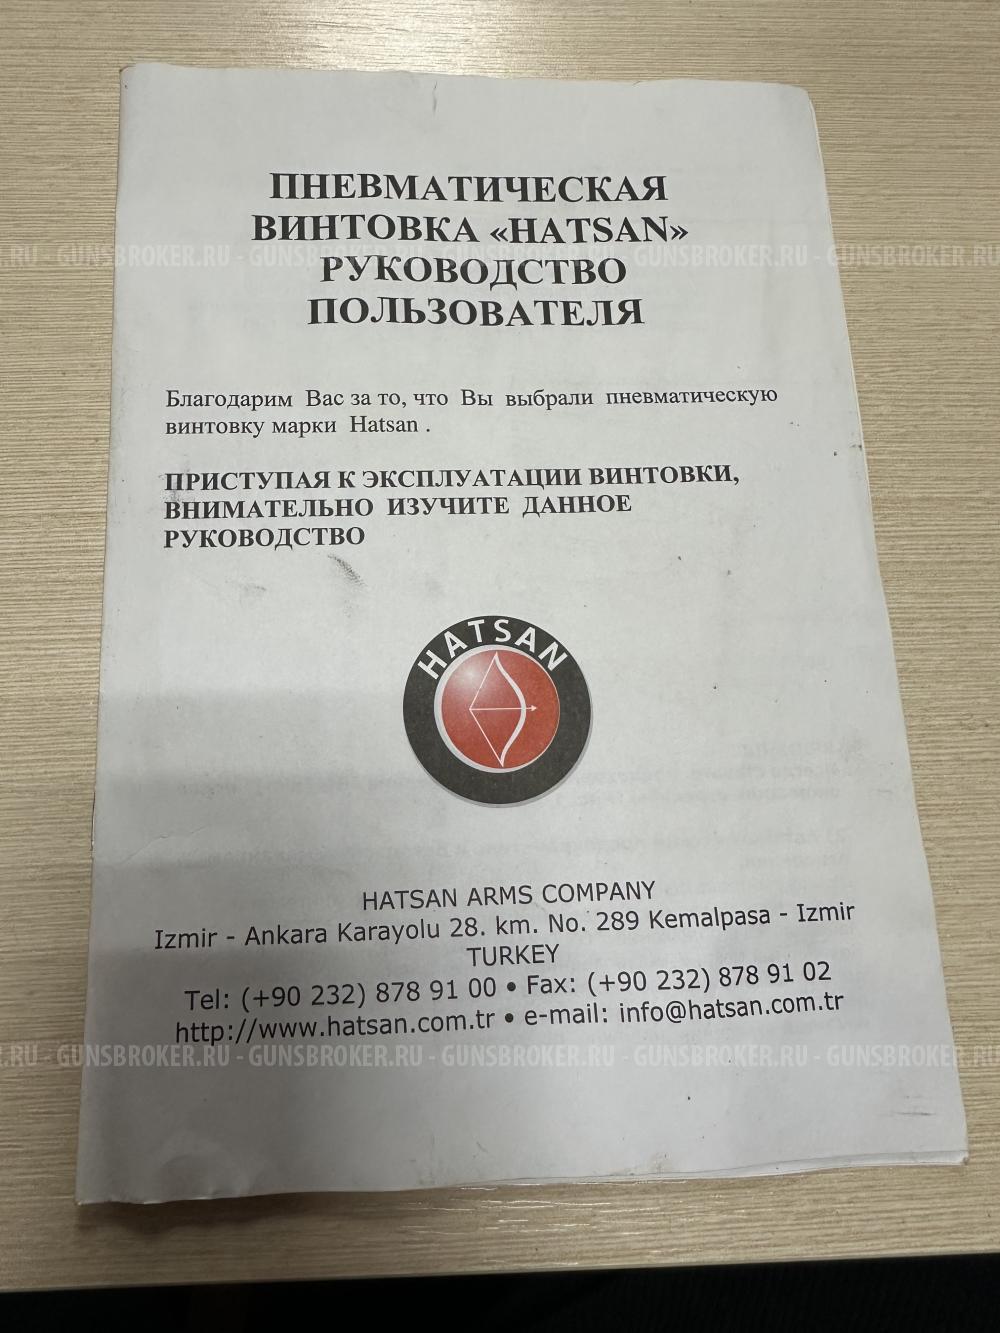 ПНЕВМАТИЧЕСКАЯ
ВИНТОВКА «HATSAN»
.RU - GUNSBROKER.RU - GUNSBROKER.RU - GUNSBROKER.RU - GUNSBROKER.RU
РУКОВОДСТВО
ПОЛЬЗОВАТЕЛЯ
Благодарим Вас за то, что Вы выбрали пневматическую
винтовку марки Hatsan .
ПРИСТУПАЯ К ЭКСПЛУАТАЦИИ ВИНТОВКИ,
ВНИМАТЕЛЬНО ИЗУЧИТЕ ДАННОЕ
РУКОВОДСТВО
HATSAN
HATSAN ARMS COMPANY
Izmir - Ankara Karayolu 28. km. No. 289 Kemalpasa - Izmir
TURKEY
Tel: (+90 232) 878 91 00 • Fax: (+90 232) 878 91 02
http://www.hatsan.com.tr • e-mail: info@hatsan.com.tr
.RU - GUNSBROKER.RU - GUNSBROKER.RU - GUNSBROKER.RU - GUNSBROKER.RU